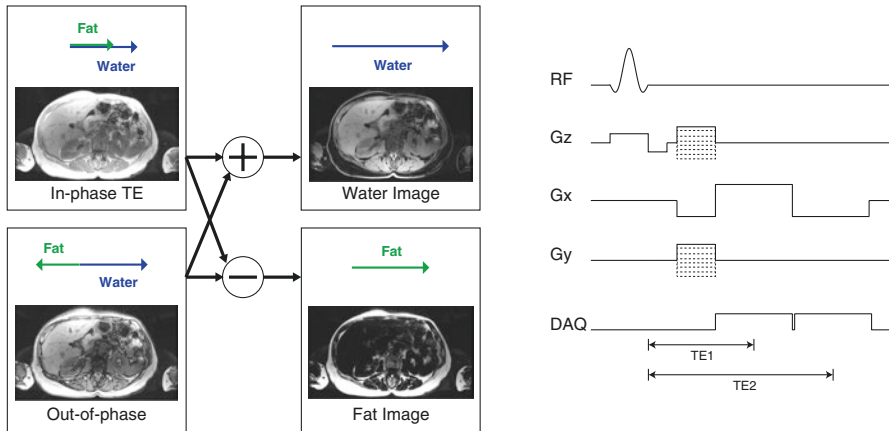 Fat
Water
In-phase TE
Water
Water Image
Fat
Water
Out-of-phase
Fat
Fat Image
RF
Gz
Gx
Gy
DAQ
TE1
TE2